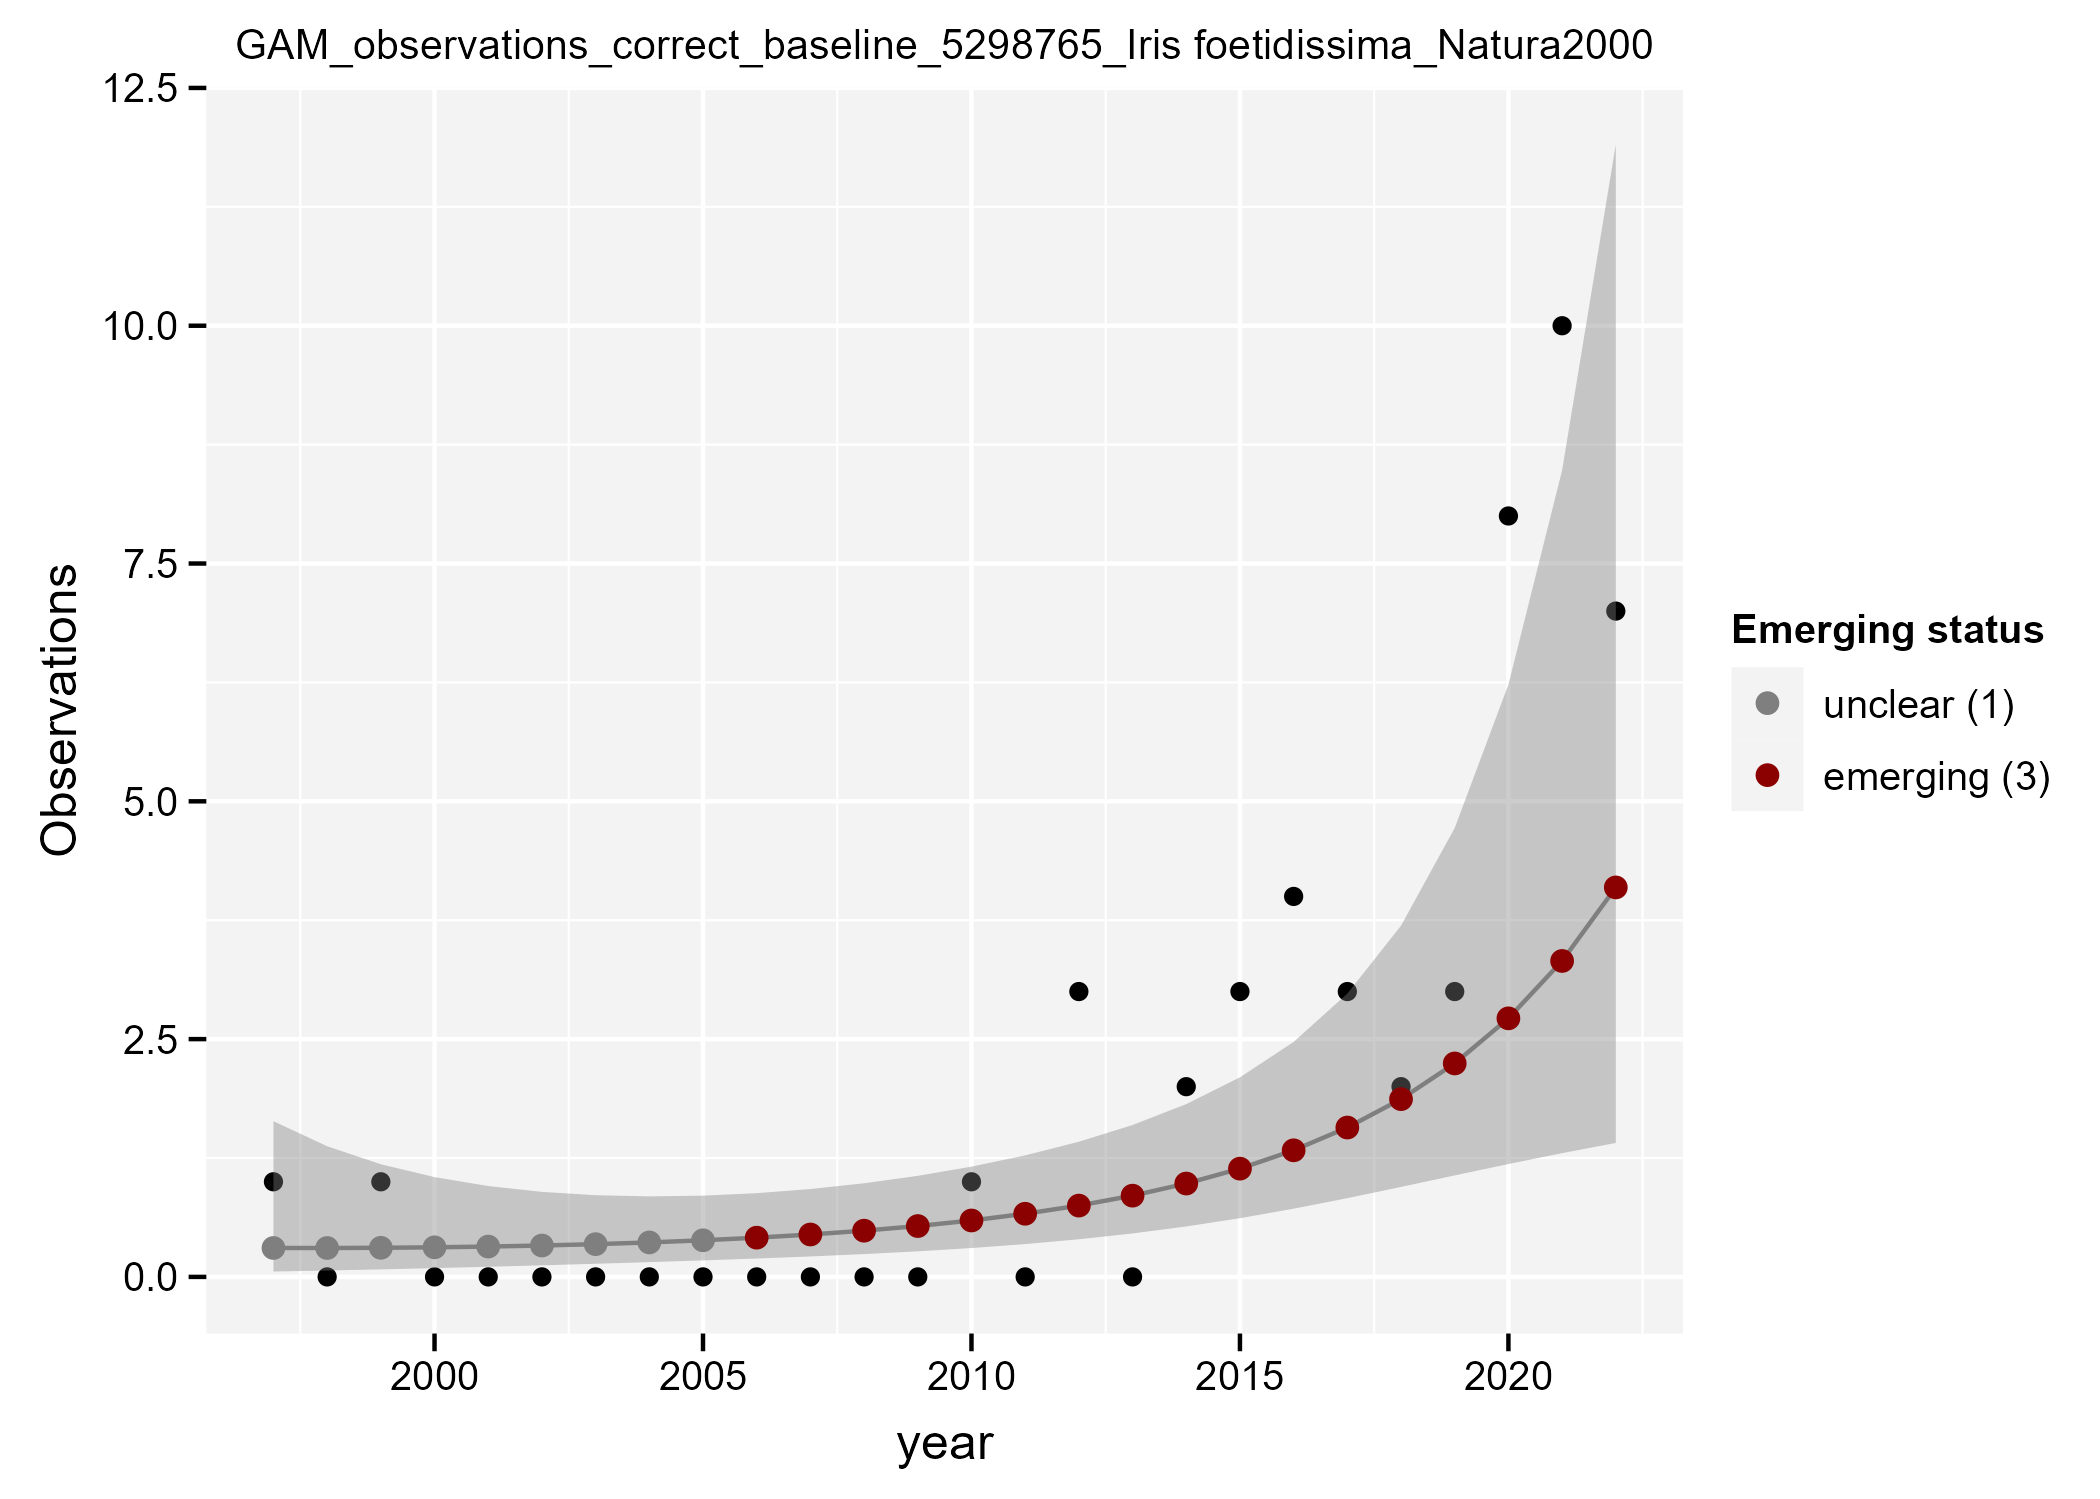 GAM_observations_correct_baseline_5298765_Iris foetidissima_Natura2000
12.5
10.0
7.5
5.0
2.5
0.0
Observations
2000 2005 2010 2015 2020
year
Emerging status
unclear (1)
emerging (3)